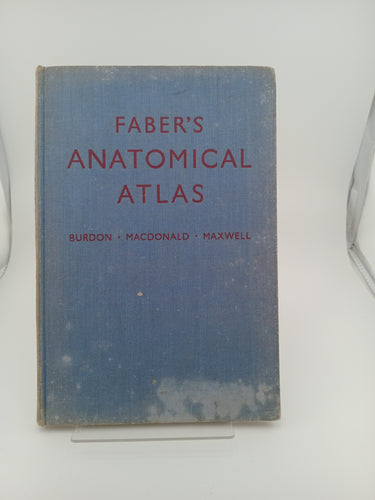 FABER'S
ANATOMICAL
ATLAS
BURDON · MACDONALD · MAXWELL